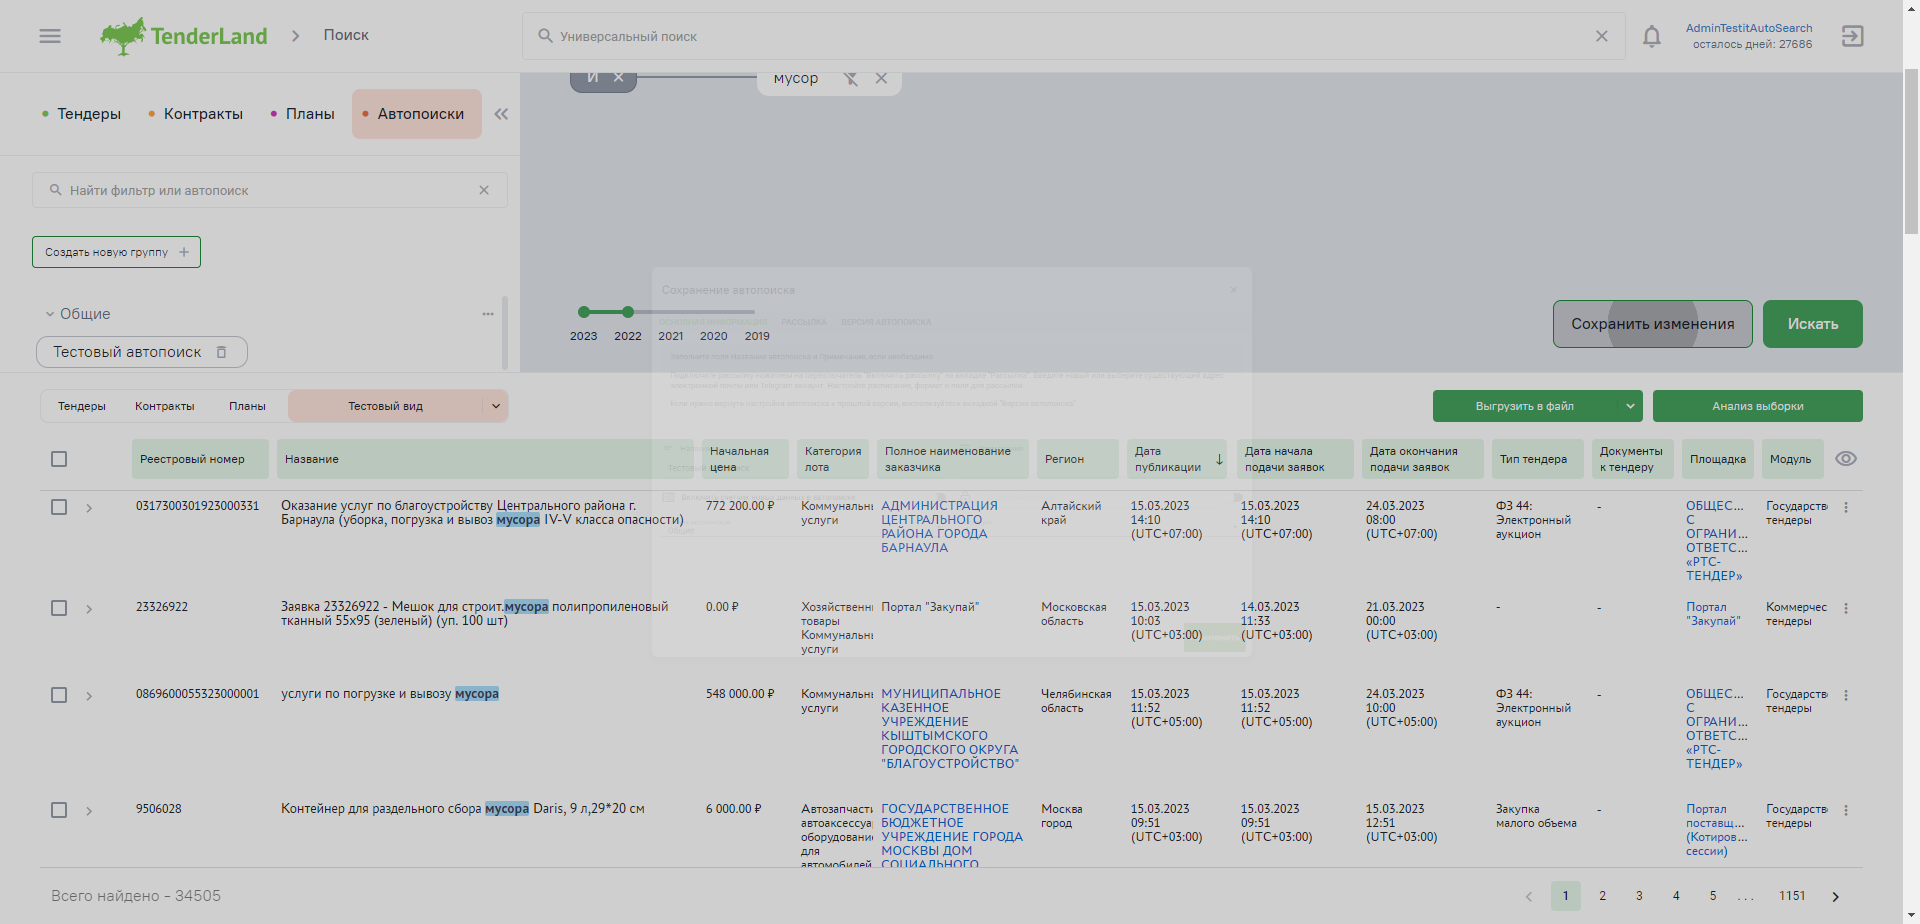 TenderLand
Поиск
Универсальный поиск
AdminTestitAutoSearch
осталось дней: 27686
Тендеры
Контракты
Планы
Автопоиски
И
мусор
Найти фильтр или автопоиск
Создать новую группу +
Общие
Тестовый автопоиск
Сохранение автопоиска
РАССЫЛКА
ВЕРСИЯ АВТОПОИСКА
2023 2022 2021 2020 2019
Сохранить изменения
Искать
Тендеры Контракты Планы Тестовый вид
Выгрузить в файл
Анализ выборки
Реестровый номер
Название
Начальная
цена
Категория
лота
Полное наименование
заказчика
Регион
Дата
публикации
Дата начала
подачи заявок
Дата окончания
подачи заявок
Тип тендера
Документы
к тендеру
Площадка
Модуль
0317300301923000331
Оказание услуг по благоустройству Центрального района г.
Барнаула (уборка, погрузка и вывоз мусора IV-V класса опасности)
772 200.00 ₽
Коммунальн
услуги
АДМИНИСТРАЦИЯ
ЦЕНТРАЛЬНОГО
РАЙОНА ГОРОДА
БАРНАУЛА
Алтайский
край
15.03.2023
14:10
(UTC+07:00)
15.03.2023
14:10
(UTC+07:00)
24.03.2023
08:00
(UTC+07:00)
ФЗ 44:
Электронный
аукцион
-
ОБЩЕС...
С
ОГРАНИ...
ОТВЕТС...
«РТС-
ТЕНДЕР»
Государств
тендеры
23326922
Заявка 23326922 - Мешок для строит.мусора полипропиленовый
тканный 55х95 (зеленый) (уп. 100 шт)
0.00 ₽
Хозяйственн
товары
Коммунальн
услуги
Портал "Закупай"
Московская
область
15.03.2023
10:03
(UTC+03:00)
14.03.2023
11:33
(UTC+03:00)
21.03.2023
00:00
(UTC+03:00)
-
-
Портал
"Закупай"
Коммерчес
тендеры
0869600055323000001
услуги по погрузке и вывозу мусора
548 000.00 ₽
Коммунальн
услуги
МУНИЦИПАЛЬНОЕ
КАЗЕННОЕ
УЧРЕЖДЕНИЕ
КЫШТЫМСКОГО
ГОРОДСКОГО ОКРУГА
"БЛАГОУСТРОЙСТВО"
Челябинская
область
15.03.2023
11:52
(UTC+05:00)
15.03.2023
11:52
(UTC+05:00)
24.03.2023
10:00
(UTC+05:00)
ФЗ 44:
Электронный
аукцион
-
ОБЩЕС...
С
ОГРАНИ...
ОТВЕТС...
«РТС-
ТЕНДЕР»
Государств
тендеры
9506028
Контейнер для раздельного сбора мусора Daris, 9 л,29*20 см
6 000.00 ₽
Автозапчасти
автоаксессуа
оборудование
для
автомобилей
ГОСУДАРСТВЕННОЕ
БЮДЖЕТНОЕ
УЧРЕЖДЕНИЕ ГОРОДА
МОСКВЫ ДОМ
СОЦИАЛЬНОГО
Москва
город
15.03.2023
09:51
(UTC+03:00)
15.03.2023
09:51
(UTC+03:00)
15.03.2023
12:51
(UTC+03:00)
Закупка
малого объема
-
Портал
поставщ...
(Котиров...
сессии)
Государств
тендеры
Всего найдено - 34505
1 2 3 4 5 ... 1151